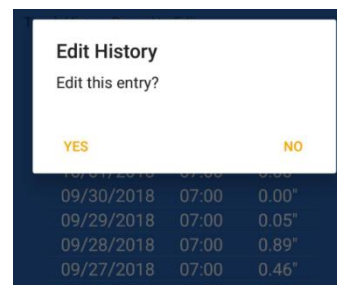 Edit History
Edit this entry?
YES NO
09/30/2018 07:00 0.00"
09/29/2018 07:00 0.05"
09/28/2018 07:00 0.89"
09/27/2018 07:00 0.46"